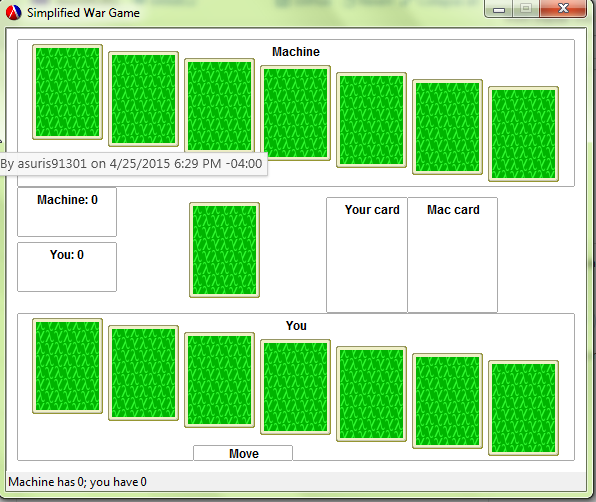 Simplified War Game
Machine
By asuris91301 on 4/25/2015 6:29 PM -04:00
Machine: 0
Your card
Mac card
You: 0
You
Move
Machine has 0; you have 0